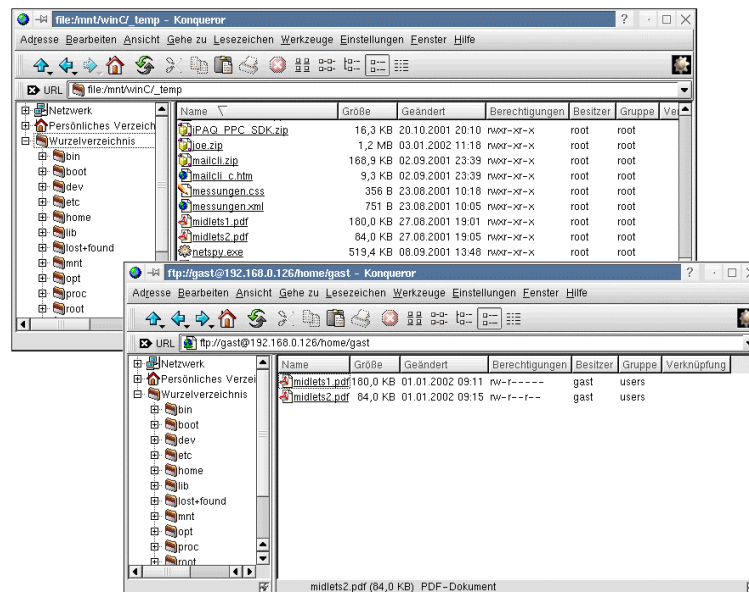 file:/mnt/winC/_temp - Konqueror
Adresse Bearbeiten Ansicht Gehe zu Lesezeichen Werkzeuge Einstellungen Fenster Hilfe
URL file:/mnt/winC/_temp
Netzwerk
Persönliches Verzeich
Wurzelverzeichnis
bin
boot
dev
etc
home
lib
lost+found
mnt
opt
proc
root
Name Größe Geändert Berechtigungen Besitzer Gruppe Ver
iPAQ_PPC_SDK.zip 16,3 KB 20.10.2001 20:10 rwxr-xr-x root root
joe.zip 1,2 MB 03.01.2002 11:18 rwxr-xr-x root root
mailcli.zip 168,9 KB 02.09.2001 23:39 rwxr-xr-x root root
mailcli_c.htm 9,3 KB 02.09.2001 23:39 rwxr-xr-x root root
messungen.css 356 B 23.08.2001 10:18 rwxr-xr-x root root
messungen.xml 751 B 23.08.2001 10:05 rwxr-xr-x root root
midlets1.pdf 180,0 KB 27.08.2001 19:01 rwxr-xr-x root root
midlets2.pdf 84,0 KB 27.08.2001 19:05 rwxr-xr-x root root
netspy.exe 519,4 KB 08.09.2001 13:48 rwxr-xr-x root root
ftp://gast@192.168.0.126/home/gast - Konqueror
Adresse Bearbeiten Ansicht Gehe zu Lesezeichen Werkzeuge Einstellungen Fenster Hilfe
URL ftp://gast@192.168.0.126/home/gast
Netzwerk
Persönliches Verzei
Wurzelverzeichnis
bin
boot
dev
etc
home
lib
lost+found
mnt
opt
proc
root
Name Größe Geändert Berechtigungen Besitzer Gruppe Verknüpfung
midlets1.pdf 180,0 KB 01.01.2002 09:11 rw-r----- gast users
midlets2.pdf 84,0 KB 01.01.2002 09:15 rw-r--r-- gast users
midlets2.pdf (84,0 KB) PDF-Dokument